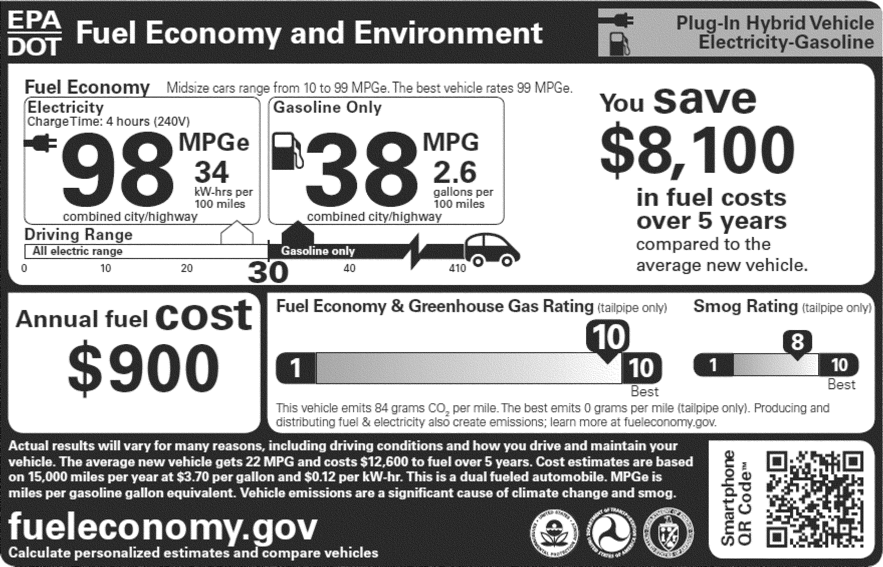 EPA
DOT
Fuel Economy and Environment
Plug-In Hybrid Vehicle
Electricity-Gasoline
Fuel Economy
Midsize cars range from 10 to 99 MPGe. The best vehicle rates 99 MPGe.
Electricity
Charge Time: 4 hours (240V)
98
MPGe
34
kW-hrs per
100 miles
combined city/highway
Gasoline Only
38
MPG
2.6
gallons per
100 miles
combined city/highway
You save
$8,100
in fuel costs
over 5 years
compared to the
average new vehicle.
Driving Range
All electric range
Gasoline only
0 10 20 30 40 410
Annual fuel cost
$900
Fuel Economy & Greenhouse Gas Rating (tailpipe only)
10
1 10
Best
Smog Rating (tailpipe only)
8
1 10
Best
This vehicle emits 84 grams CO₂ per mile. The best emits 0 grams per mile (tailpipe only). Producing and
distributing fuel & electricity also create emissions; learn more at fueleconomy.gov.
Actual results will vary for many reasons, including driving conditions and how you drive and maintain your
vehicle. The average new vehicle gets 22 MPG and costs $12,600 to fuel over 5 years. Cost estimates are based
on 15,000 miles per year at $3.70 per gallon and $0.12 per kW-hr. This is a dual fueled automobile. MPGe is
miles per gasoline gallon equivalent. Vehicle emissions are a significant cause of climate change and smog.
fueleconomy.gov
Calculate personalized estimates and compare vehicles
Smartphone
QR Code™